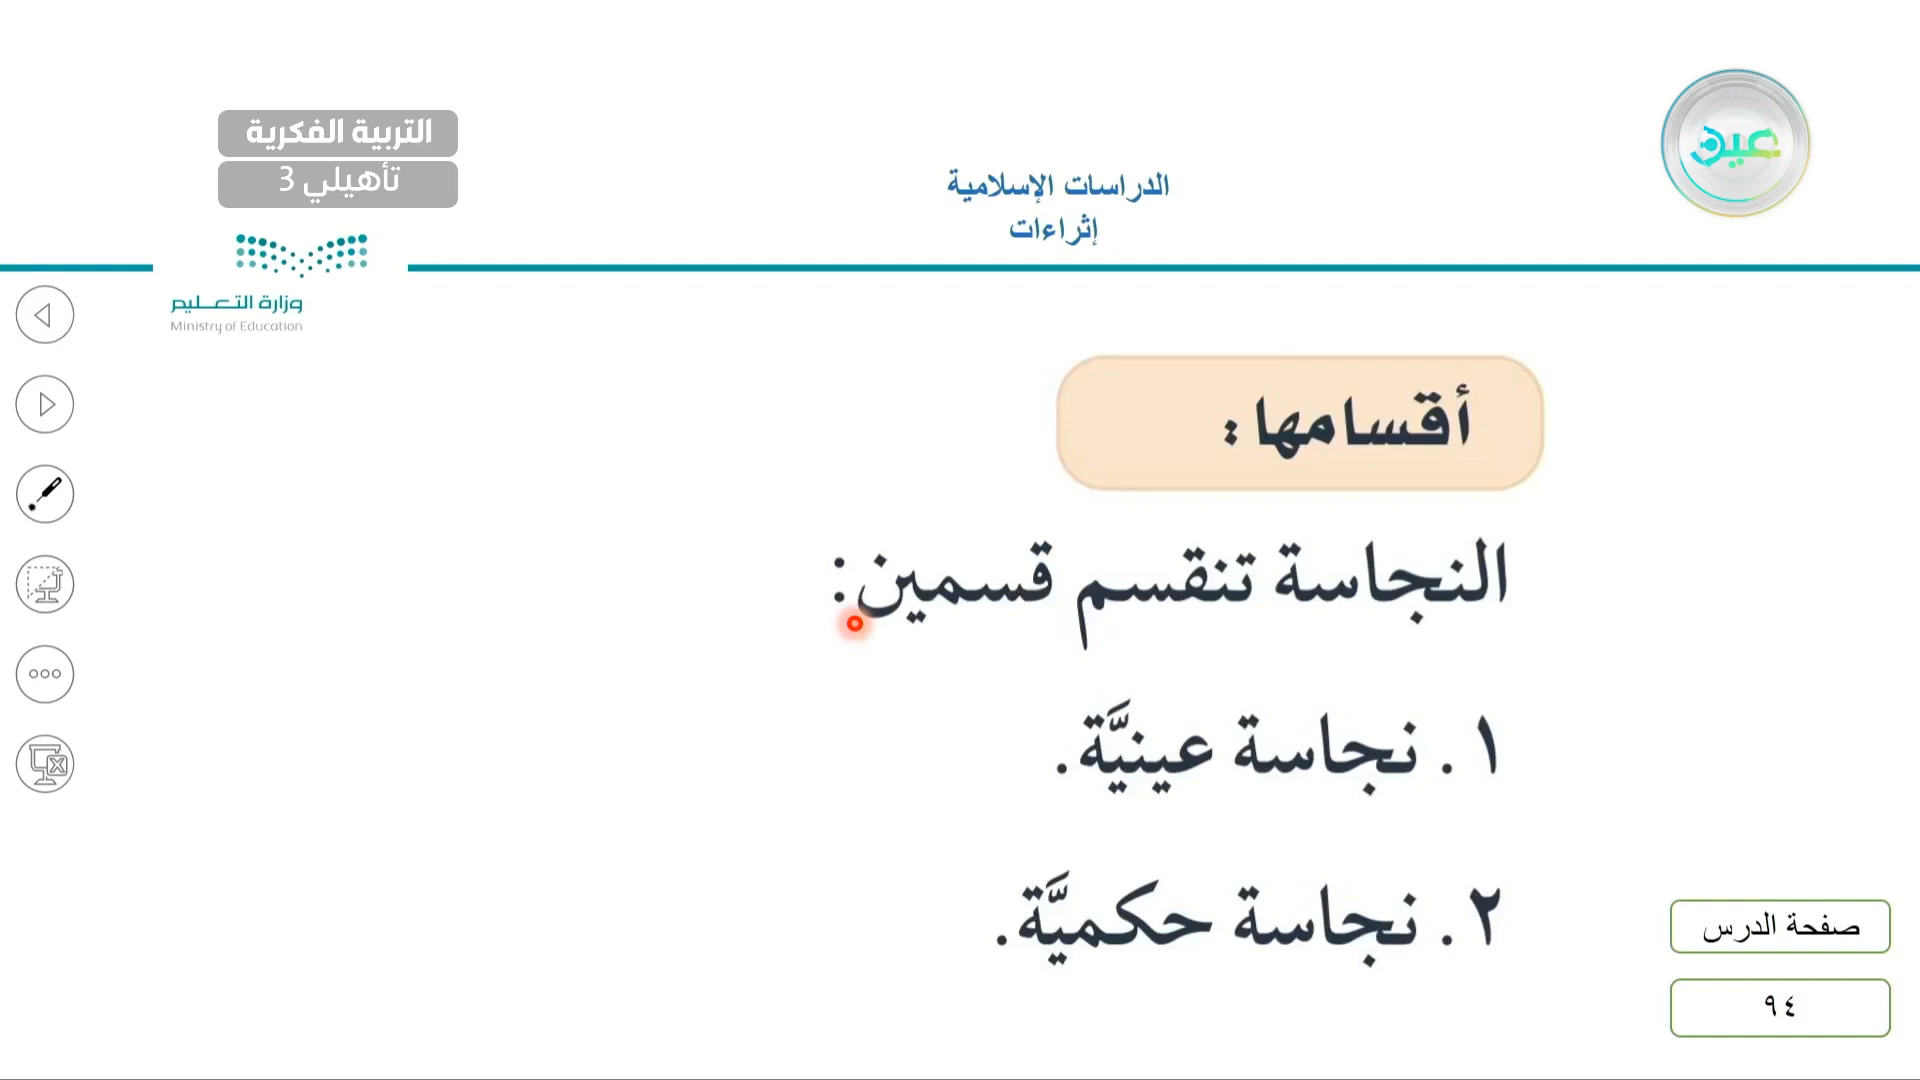 التربية الفكرية
تأهيلي 3
عين
الدراسات الإسلامية
إثراءات
وزارة التعليم
Ministry of Education
أقسامها :
النجاسة تنقسم قسمين:
١. نجاسة عينيَّة.
٢. نجاسة حكميَّة.
صفحة الدرس
٩٤